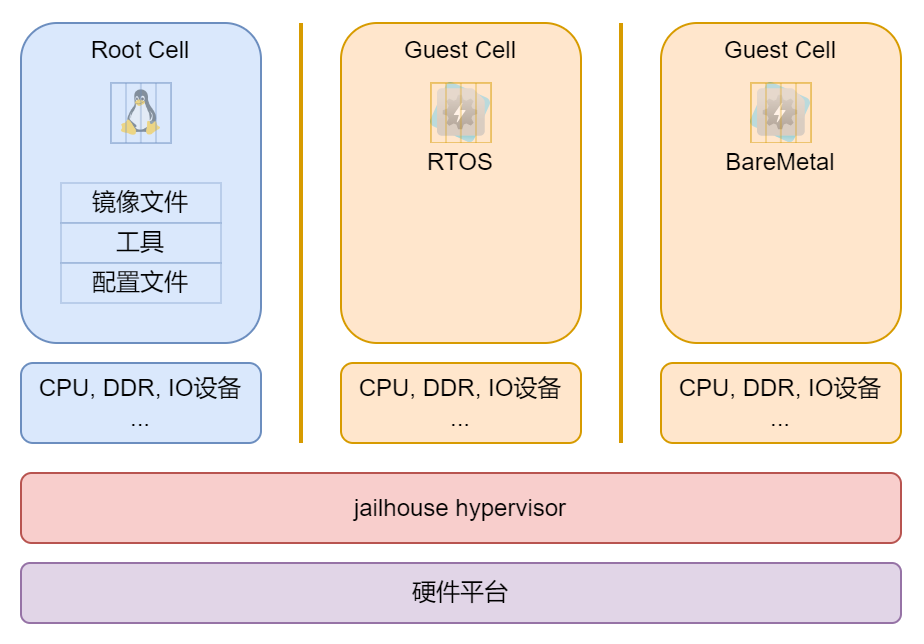 Root Cell
镜像文件
工具
配置文件
CPU, DDR, IO设备
...
Guest Cell
RTOS
CPU, DDR, IO设备
...
Guest Cell
BareMetal
CPU, DDR, IO设备
...
jailhouse hypervisor
硬件平台